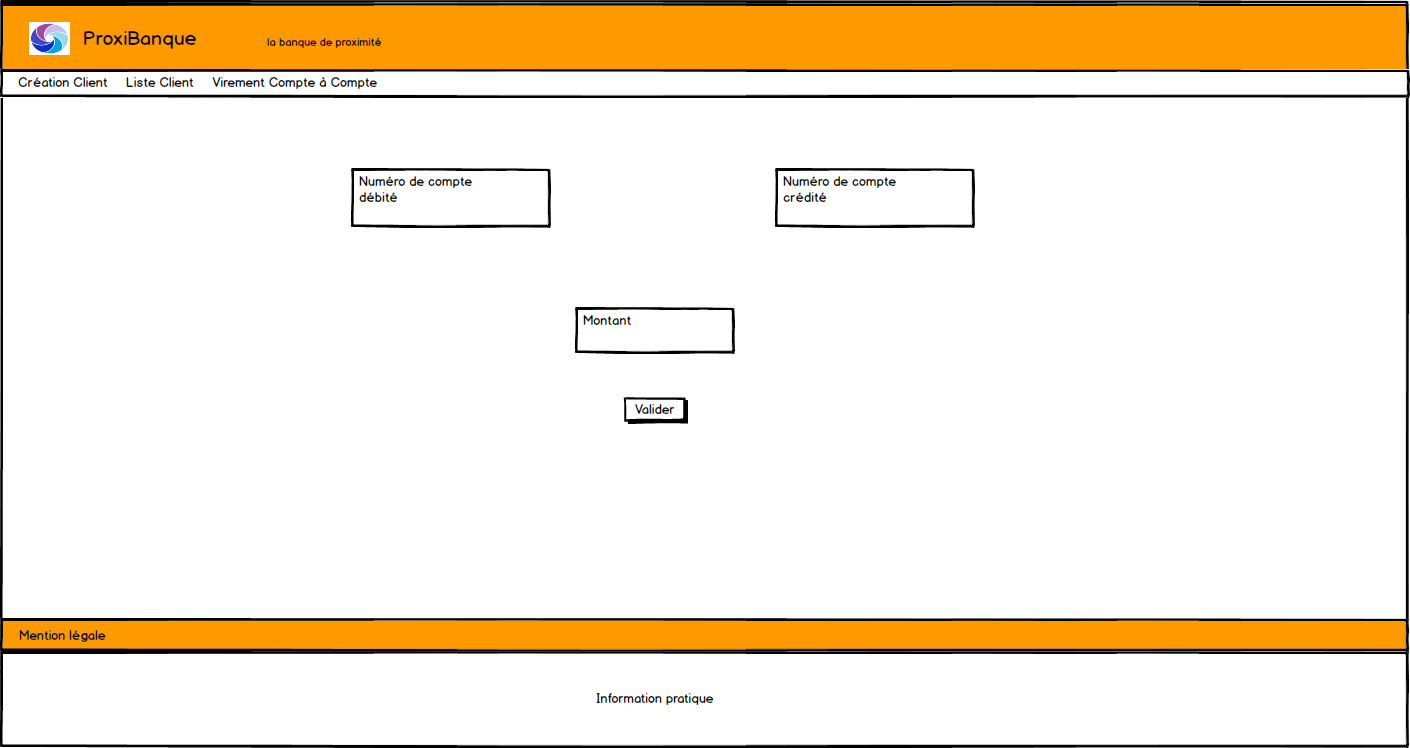 ProxiBanque
la banque de proximité
Création Client Liste Client Virement Compte à Compte
Numéro de compte
débité
Numéro de compte
crédité
Montant
Valider
Mention légale
Information pratique